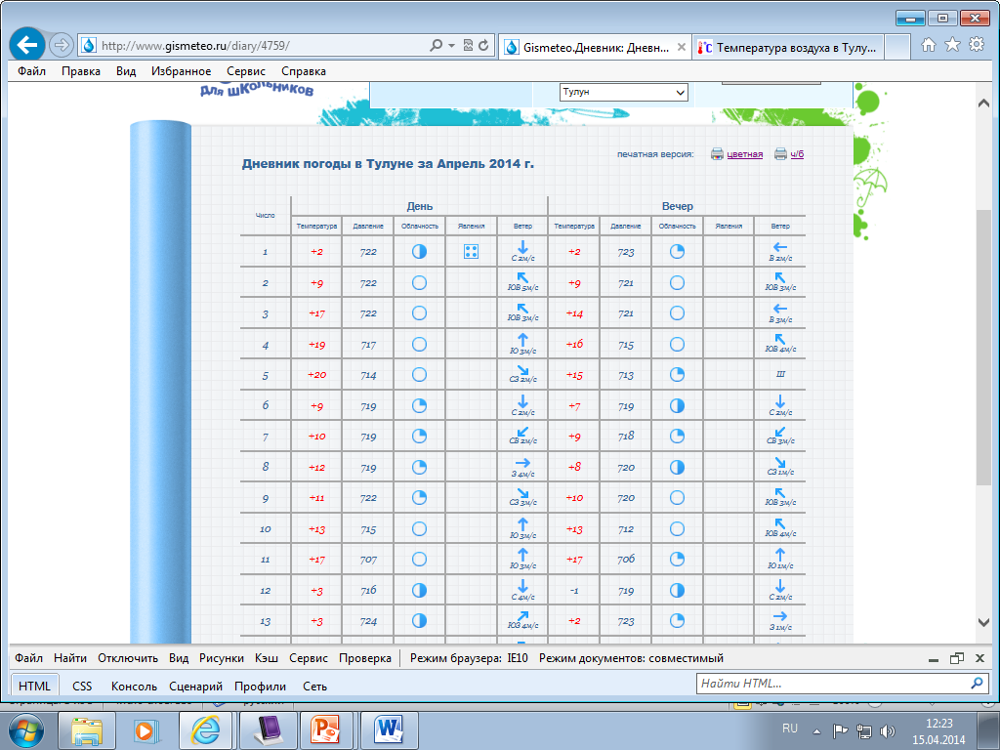 http://www.gismeteo.ru/diary/4759/
Gismeteo.Дневник: Дневн...
Температура воздуха в Тулу...
Файл Правка Вид Избранное Сервис Справка
Для школьников
Тулун
печатная версия: цветная ч/б
Дневник погоды в Тулуне за Апрель 2014 г.
Число День Вечер
Температура Давление Облачность Явления Ветер Температура Давление Облачность Явления Ветер
1 +2 722 С 2м/с +2 723 В 2м/с
2 +9 722 ЮВ 5м/с +9 721 ЮВ 3м/с
3 +17 722 ЮВ 3м/с +14 721 В 3м/с
4 +19 717 Ю 3м/с +16 715 ЮВ 4м/с
5 +20 714 СЗ 2м/с +15 713 Ш
6 +9 719 С 2м/с +7 719 С 2м/с
7 +10 719 СВ 2м/с +9 718 СВ 3м/с
8 +12 719 З 4м/с +8 720 СЗ 1м/с
9 +11 722 СЗ 3м/с +10 720 ЮВ 3м/с
10 +13 715 Ю 3м/с +13 712 ЮВ 4м/с
11 +17 707 Ю 3м/с +17 706 Ю 1м/с
12 +3 716 С 4м/с -1 719 С 2м/с
13 +3 724 ЮЗ 4м/с +2 723 З 1м/с
Файл Найти Отключить Вид Рисунки Кэш Сервис Проверка Режим браузера: IE10 Режим документов: совместимый
HTML CSS Консоль Сценарий Профили Сеть Найти HTML...
RU 12:23
15.04.2014